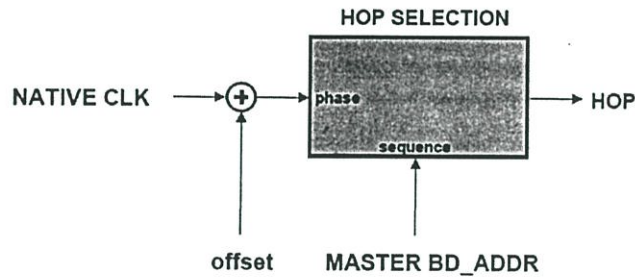 HOP SELECTION
NATIVE CLK
+
phase
HOP
sequence
offset
MASTER BD_ADDR